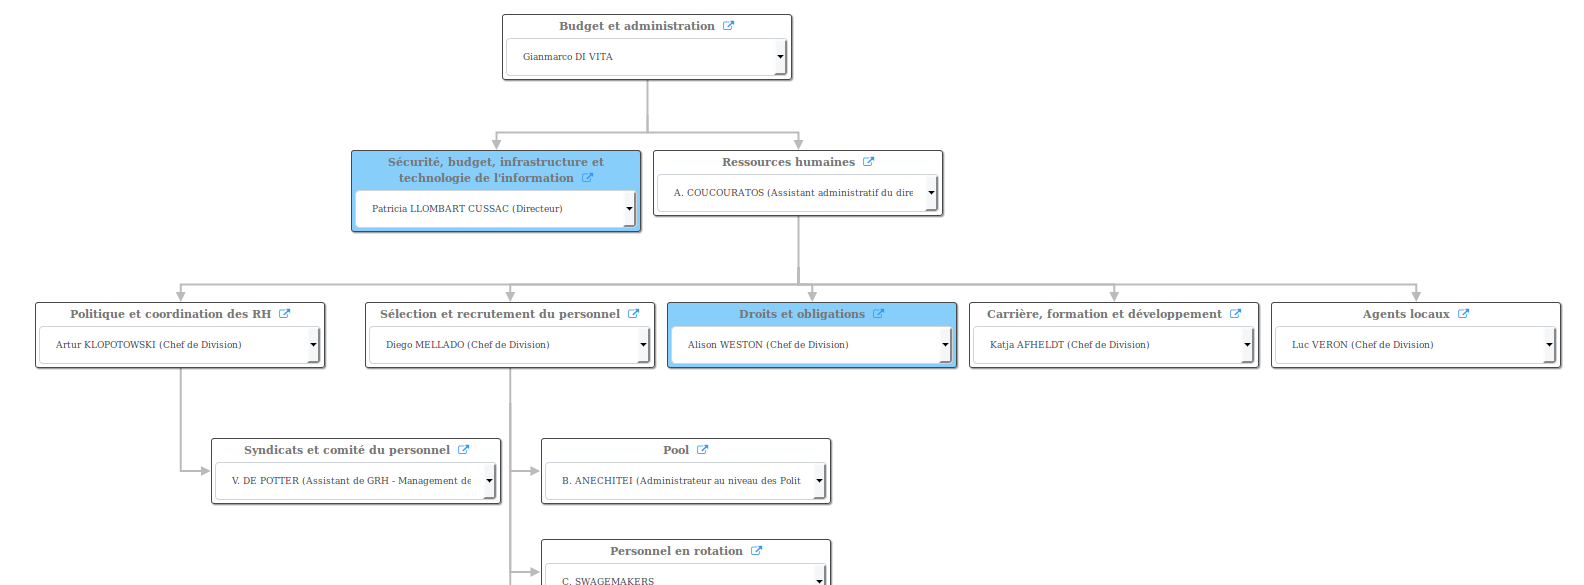 Budget et administration
Gianmarco DI VITA
Sécurité, budget, infrastructure et
technologie de l'information
Patricia LLOMBART CUSSAC (Directeur)
Ressources humaines
A. COUCOURATOS (Assistant administratif du dire
Politique et coordination des RH
Artur KLOPOTOWSKI (Chef de Division)
Sélection et recrutement du personnel
Diego MELLADO (Chef de Division)
Droits et obligations
Alison WESTON (Chef de Division)
Carrière, formation et développement
Katja AFHELDT (Chef de Division)
Agents locaux
Luc VERON (Chef de Division)
Syndicats et comité du personnel
V. DE POTTER (Assistant de GRH - Management de
Pool
B. ANECHITEI (Administrateur au niveau des Polit
Personnel en rotation
C. SWAGEMAKERS